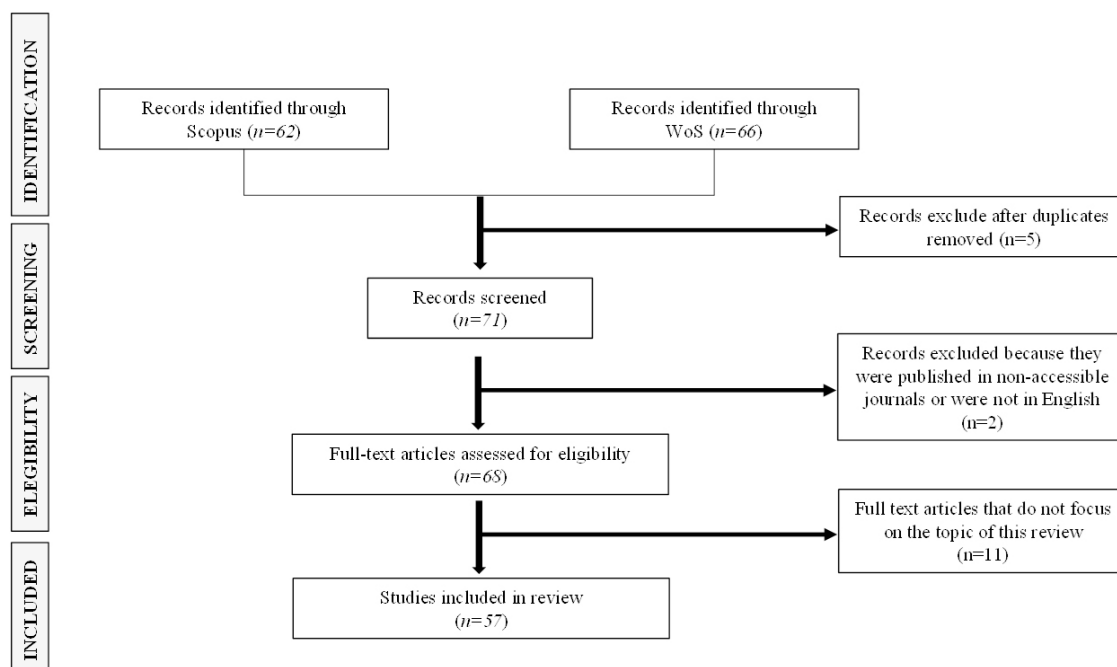 IDENTIFICATION
Records identified through
Scopus (n=62)
Records identified through
WoS (n=66)
Records exclude after duplicates
removed (n=5)
SCREENING
Records screened
(n=71)
Records excluded because they
were published in non-accessible
journals or were not in English
(n=2)
ELEGIBILITY
Full-text articles assessed for eligibility
(n=68)
Full text articles that do not focus
on the topic of this review
(n=11)
INCLUDED
Studies included in review
(n=57)